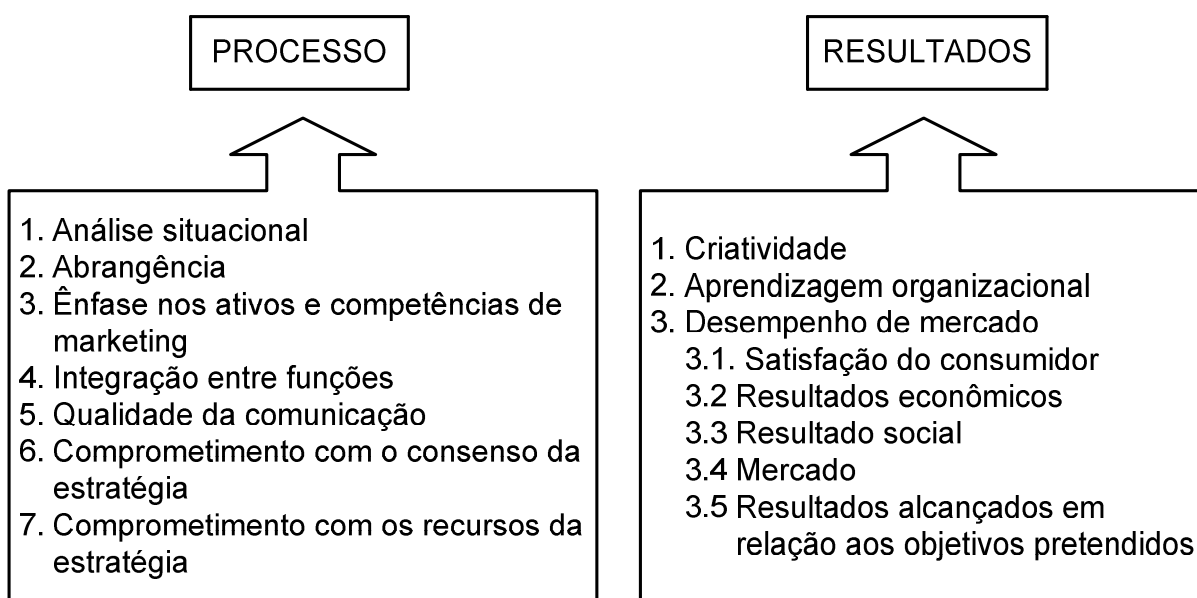 PROCESSO
1. Análise situacional
2. Abrangência
3. Ênfase nos ativos e competências de
marketing
4. Integração entre funções
5. Qualidade da comunicação
6. Comprometimento com o consenso da
estratégia
7. Comprometimento com os recursos da
estratégia
RESULTADOS
1. Criatividade
2. Aprendizagem organizacional
3. Desempenho de mercado
3.1. Satisfação do consumidor
3.2 Resultados econômicos
3.3 Resultado social
3.4 Mercado
3.5 Resultados alcançados em
relação aos objetivos pretendidos